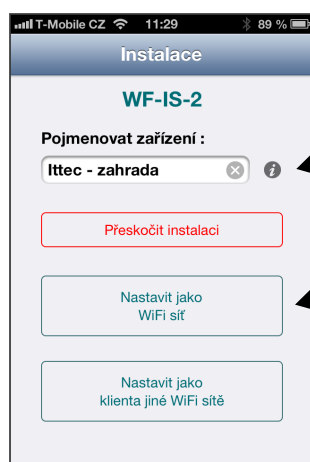 T-Mobile CZ 11:29 89 %
Instalace
WF-IS-2
Pojmenovat zařízení :
Ittec - zahrada
Přeskočit instalaci
Nastavit jako
WiFi síť
Nastavit jako
klienta jiné WiFi sítě